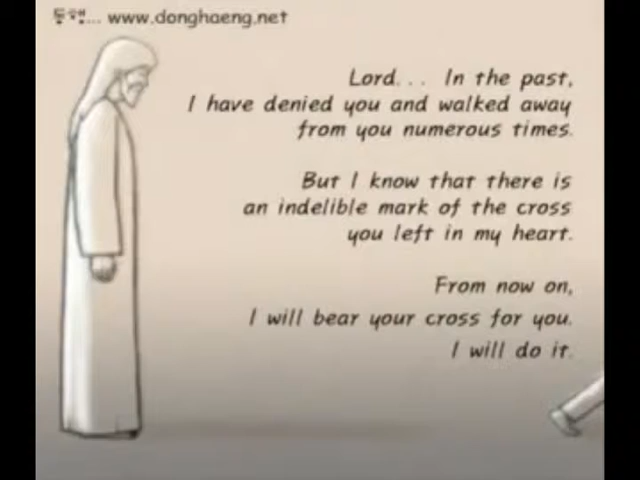 동행... www.donghaeng.net
Lord... In the past,
I have denied you and walked away
from you numerous times.
But I know that there is
an indelible mark of the cross
you left in my heart.
From now on,
I will bear your cross for you.
I will do it.